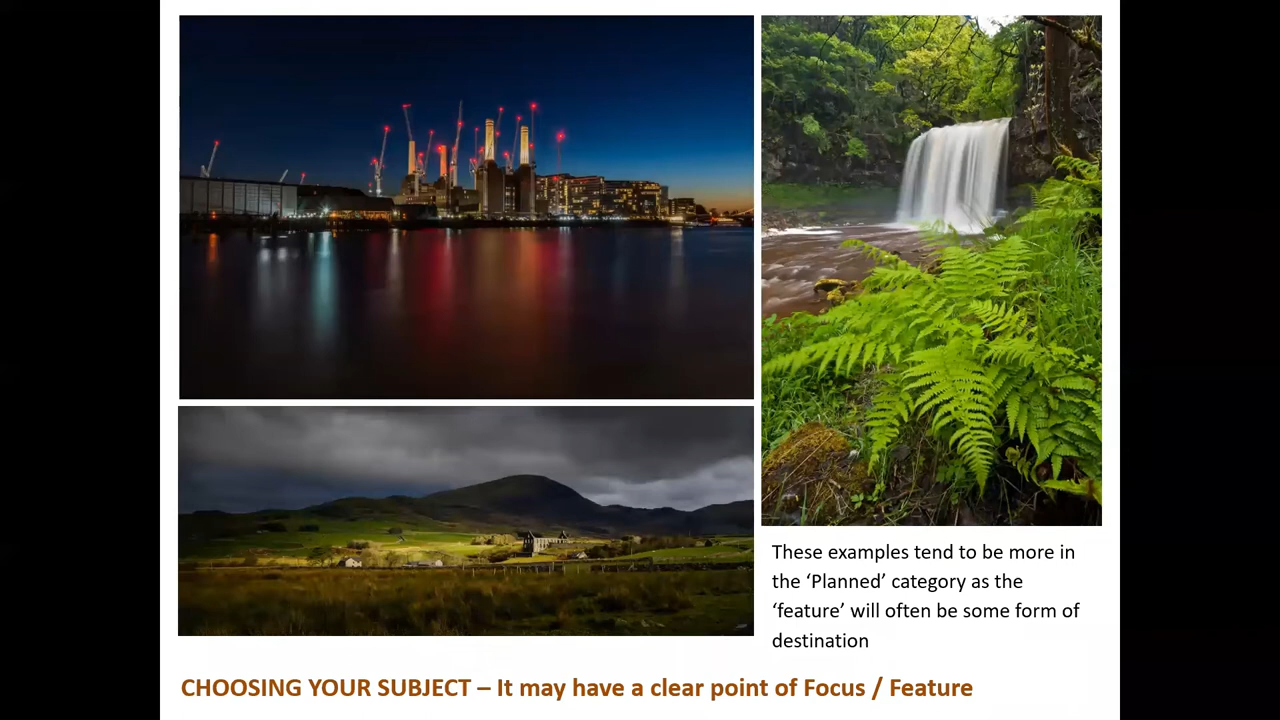 These examples tend to be more in
the ‘Planned’ category as the
‘feature’ will often be some form of
destination
CHOOSING YOUR SUBJECT – It may have a clear point of Focus / Feature